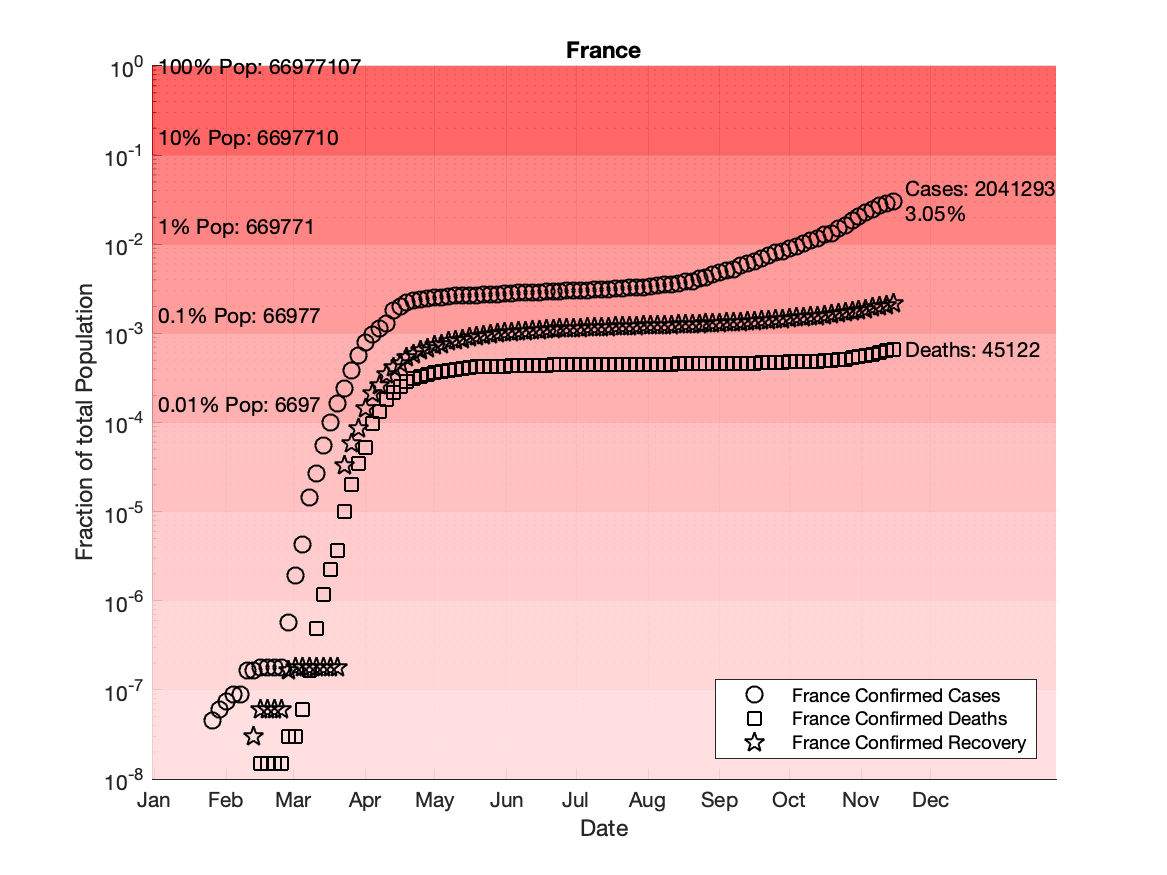 France
10⁰
100% Pop: 66977107
10% Pop: 6697710
10⁻¹
Cases: 2041293
3.05%
1% Pop: 669771
10⁻²
0.1% Pop: 66977
10⁻³
Deaths: 45122
0.01% Pop: 6697
10⁻⁴
10⁻⁵
10⁻⁶
10⁻⁷
10⁻⁸
Fraction of total Population
France Confirmed Cases
France Confirmed Deaths
France Confirmed Recovery
Jan Feb Mar Apr May Jun Jul Aug Sep Oct Nov Dec
Date